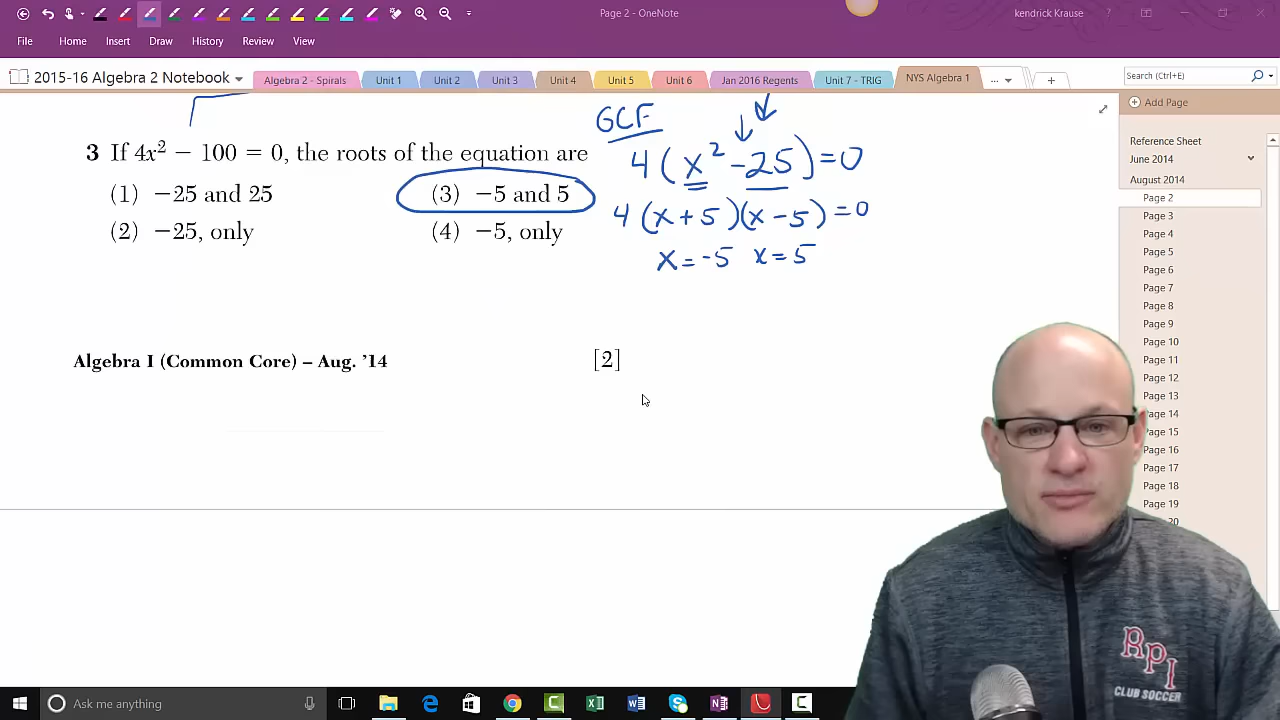 Page 2 - OneNote
kendrick Krause
File Home Insert Draw History Review View
2015-16 Algebra 2 Notebook
Algebra 2 - Spirals
Unit 1
Unit 2
Unit 3
Unit 4
Unit 5
Unit 6
Jan 2016 Regents
Unit 7 - TRIG
NYS Algebra 1
...
Search (Ctrl+E)
Add Page
Reference Sheet
June 2014
August 2014
Page 2
Page 3
Page 4
Page 5
Page 6
Page 7
Page 8
Page 9
Page 10
Page 11
Page 12
Page 13
Page 14
Page 15
Page 16
Page 17
Page 18
Page 19
20
GCF
3 If 4x² − 100 = 0, the roots of the equation are
(1) −25 and 25
(3) −5 and 5
(2) −25, only
(4) −5, only
4(x² - 25) = 0
4(x + 5)(x - 5) = 0
x = -5 x = 5
Algebra I (Common Core) – Aug. ’14
[2]
RPI
CLUB SOCCER
Ask me anything